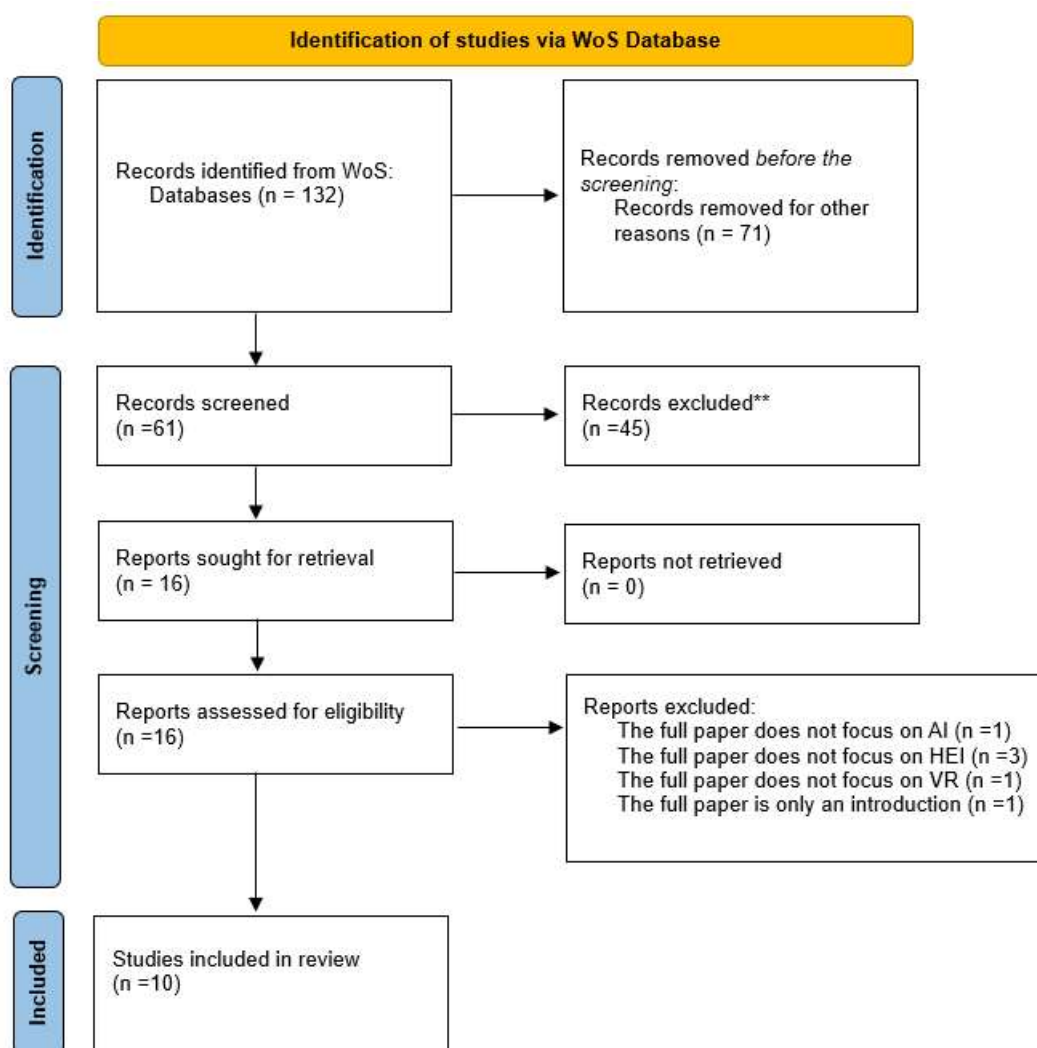 Identification of studies via WoS Database
Identification
Records identified from WoS:
Databases (n = 132)
Records removed before the
screening:
Records removed for other
reasons (n = 71)
Screening
Records screened
(n =61)
Records excluded**
(n =45)
Reports sought for retrieval
(n = 16)
Reports not retrieved
(n = 0)
Reports assessed for eligibility
(n =16)
Reports excluded:
The full paper does not focus on AI (n =1)
The full paper does not focus on HEI (n =3)
The full paper does not focus on VR (n =1)
The full paper is only an introduction (n =1)
Included
Studies included in review
(n =10)